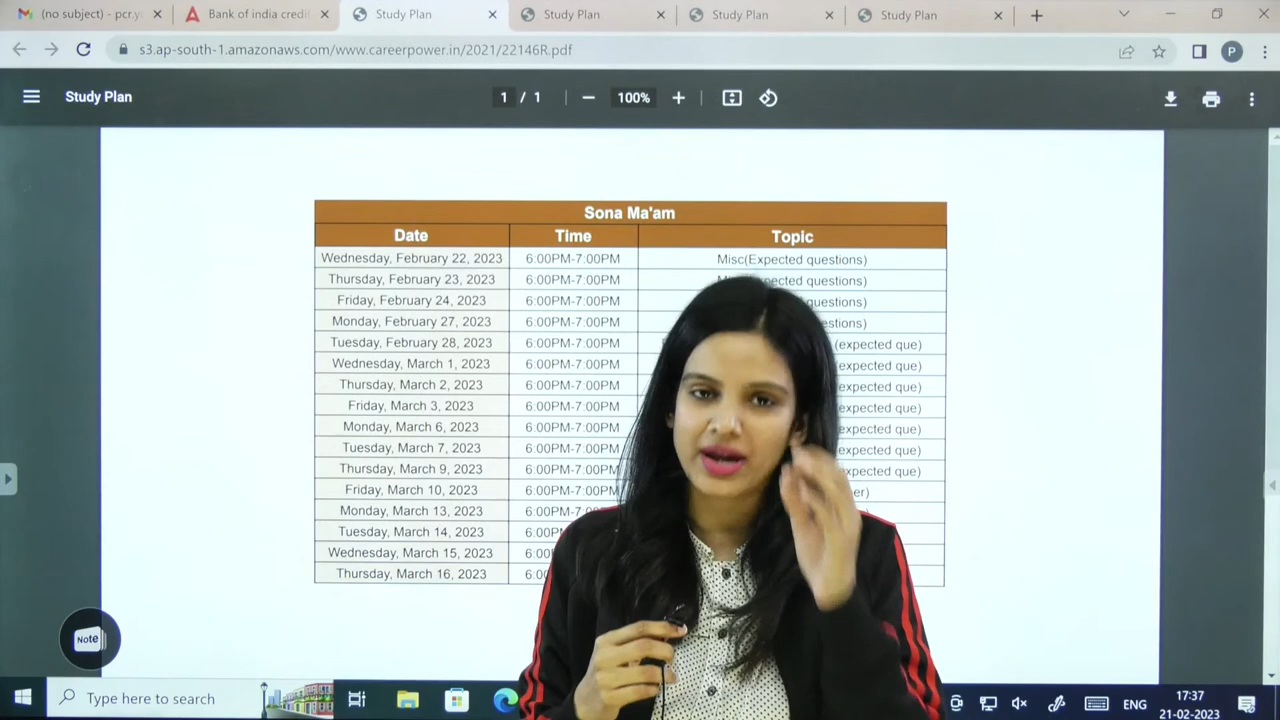 (no subject) - pcr.y
Bank of india credi
Study Plan
Study Plan
Study Plan
Study Plan
s3.ap-south-1.amazonaws.com/www.careerpower.in/2021/22146R.pdf
P
Study Plan
1 / 1
100%
Sona Ma'am
Date Time Topic
Wednesday, February 22, 2023 6:00PM-7:00PM Misc(Expected questions)
Thursday, February 23, 2023 6:00PM-7:00PM questions)
Friday, February 24, 2023 6:00PM-7:00PM questions)
Monday, February 27, 2023 6:00PM-7:00PM
Tuesday, February 28, 2023 6:00PM-7:00PM (expected que)
Wednesday, March 1, 2023 6:00PM-7:00PM expected que)
Thursday, March 2, 2023 6:00PM-7:00PM expected que)
Friday, March 3, 2023 6:00PM-7:00PM expected que)
Monday, March 6, 2023 6:00PM-7:00PM expected que)
Tuesday, March 7, 2023 6:00PM-7:00PM expected que)
Thursday, March 9, 2023 6:00PM-7:00PM expected que)
Friday, March 10, 2023 6:00PM-7:00PM er)
Monday, March 13, 2023
Tuesday, March 14, 2023
Wednesday, March 15, 2023
Thursday, March 16, 2023
Note
Type here to search
ENG
17:37
21-02-2023